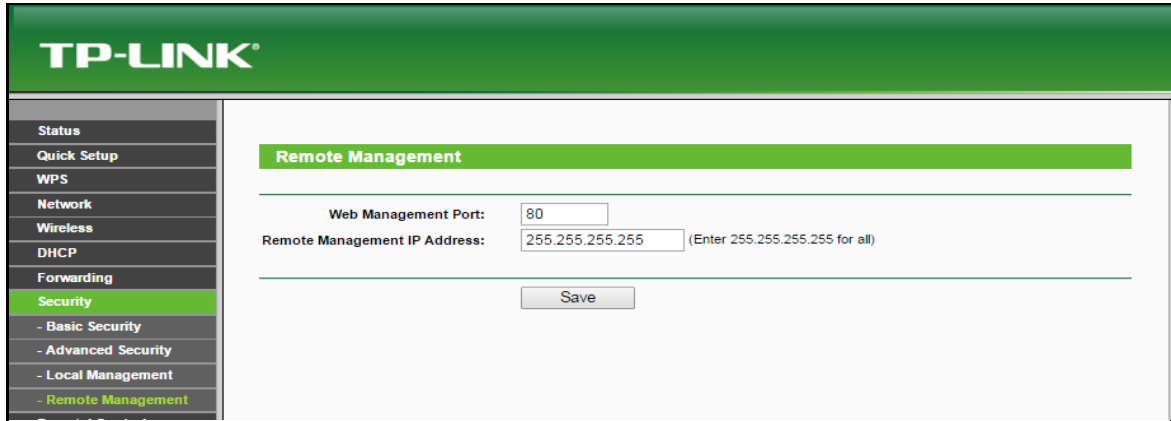 TP-LINK®
Status
Quick Setup
WPS
Network
Wireless
DHCP
Forwarding
Security
- Basic Security
- Advanced Security
- Local Management
- Remote Management
Remote Management
Web Management Port: 80
Remote Management IP Address: 255.255.255.255 (Enter 255.255.255.255 for all)
Save